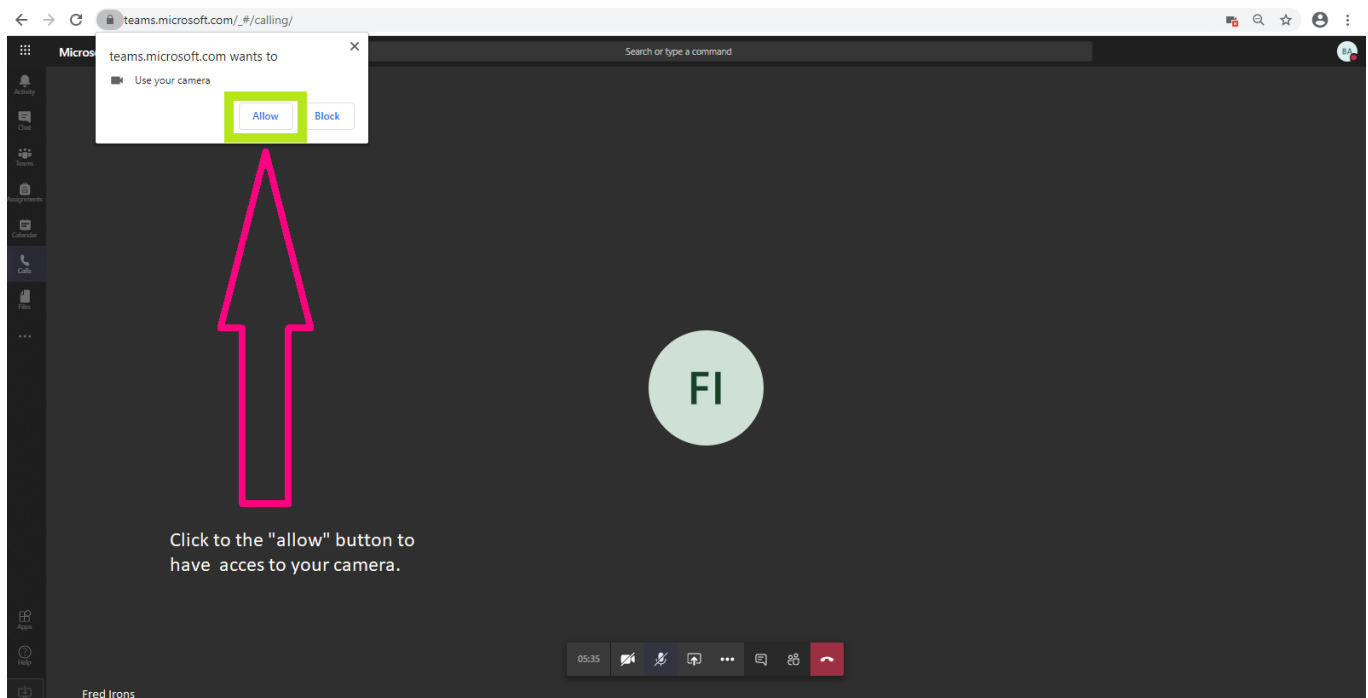 teams.microsoft.com/_#/calling/
Micros
Search or type a command
BA
teams.microsoft.com wants to
Use your camera
Allow
Block
Activity
Chat
Teams
Assignments
Calendar
Calls
Files
FI
Click to the "allow" button to
have acces to your camera.
Apps
Help
05:35
Fred Irons